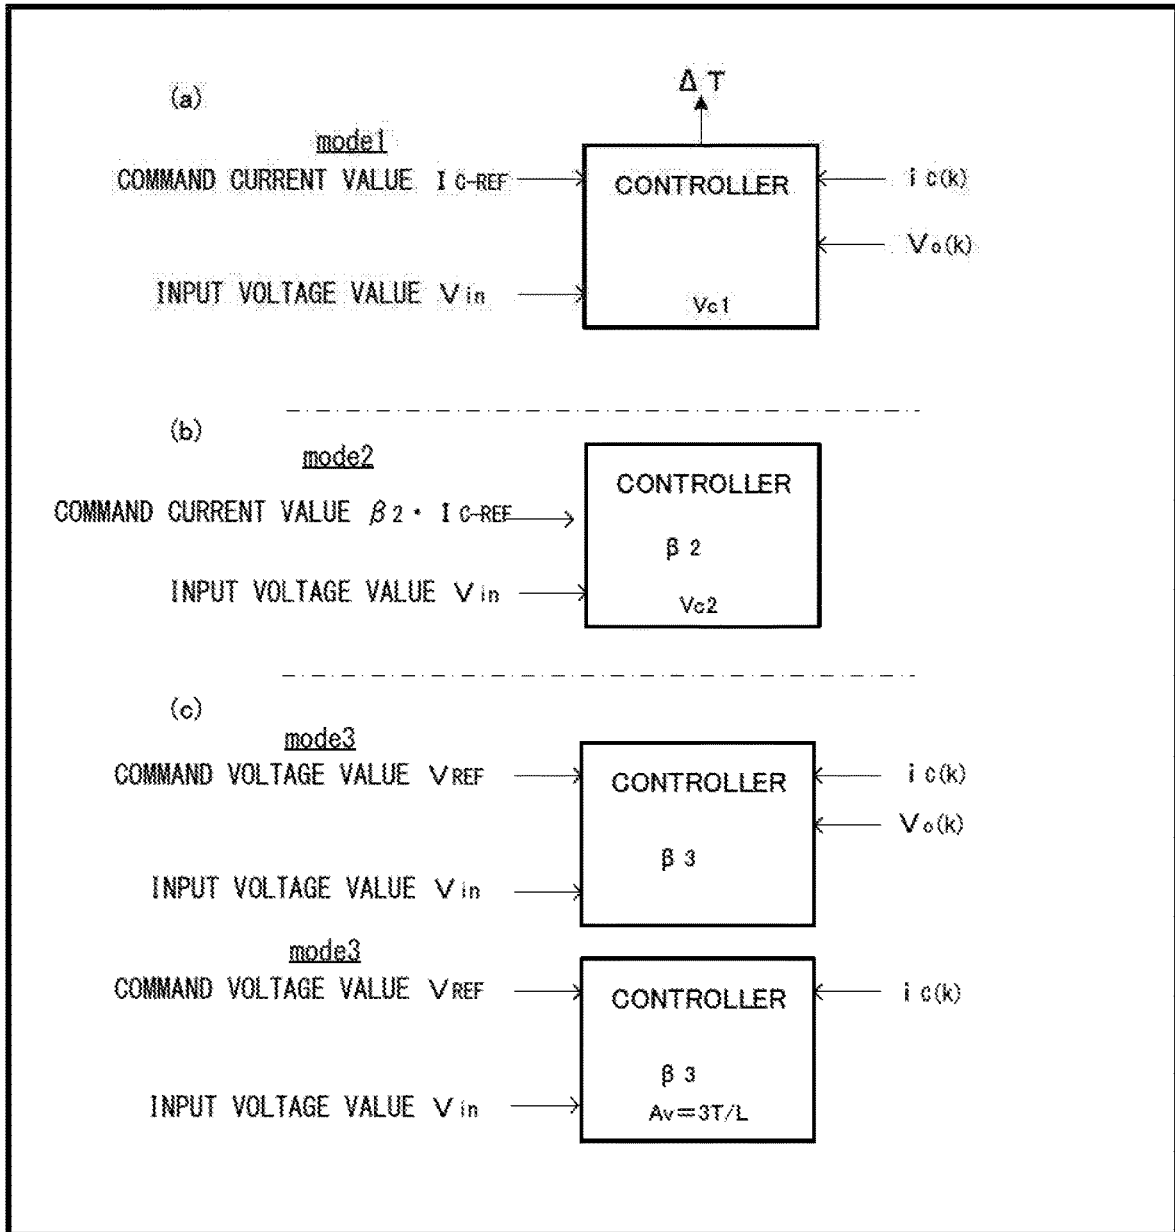 (a)
Δ T
mode1
COMMAND CURRENT VALUE I C-REF
CONTROLLER
i c(k)
Vo(k)
INPUT VOLTAGE VALUE Vin
Vc1
(b)
mode2
CONTROLLER
COMMAND CURRENT VALUE β2・ I C-REF
β 2
INPUT VOLTAGE VALUE Vin
Vc2
(c)
mode3
COMMAND VOLTAGE VALUE VREF
CONTROLLER
i c(k)
Vo(k)
β 3
INPUT VOLTAGE VALUE Vin
mode3
COMMAND VOLTAGE VALUE VREF
CONTROLLER
i c(k)
β 3
INPUT VOLTAGE VALUE Vin
Av=3T/L